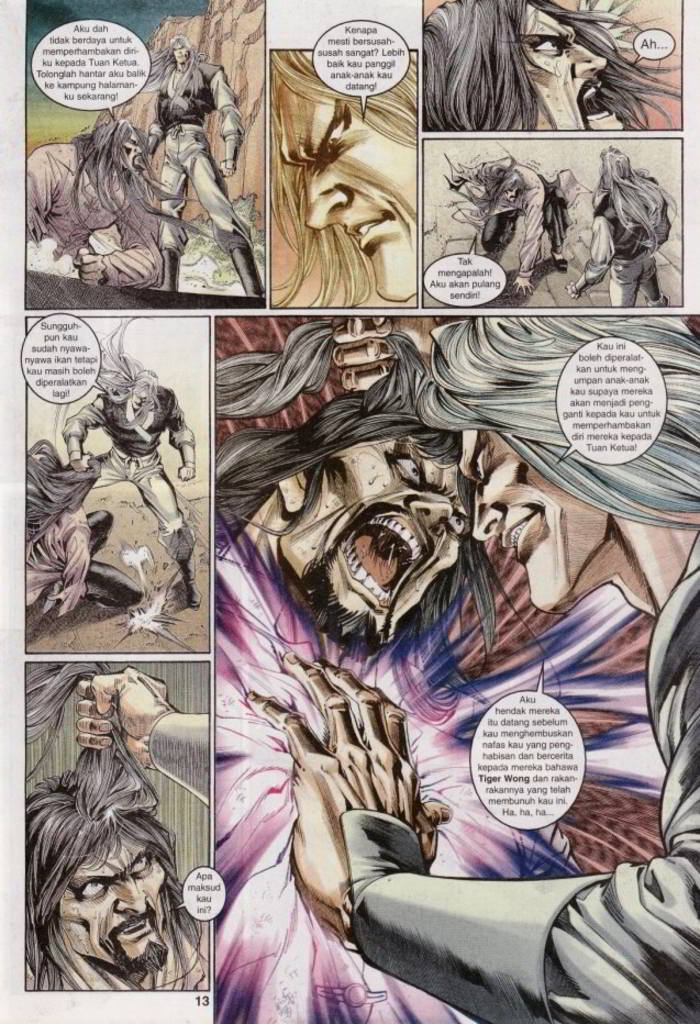 Aku dah
tidak berdaya untuk
memperhambakan diri-
ku kepada Tuan Ketua.
Tolonglah hantar aku balik
ke kampung halaman-
ku sekarang!
Kenapa
mesti bersusah-
susah sangat? Lebih
baik kau panggil
anak-anak kau
datang!
Ah...
Tak
mengapalah!
Aku akan pulang
sendiri!
Sungguh-
pun kau
sudah nyawa-
nyawa ikan tetapi
kau masih boleh
diperalatkan
lagi!
Kau ini
boleh diperalat-
kan untuk meng-
umpan anak-anak
kau supaya mereka
akan menjadi peng-
ganti kepada kau untuk
memperhambakan
diri mereka kepada
Tuan Ketua!
Apa
maksud
kau
ini?
Aku
hendak mereka
itu datang sebelum
kau menghembuskan
nafas kau yang peng-
habisan dan bercerita
kepada mereka bahawa
Tiger Wong dan rakan-
rakannya yang telah
membunuh kau ini.
Ha, ha, ha...
13